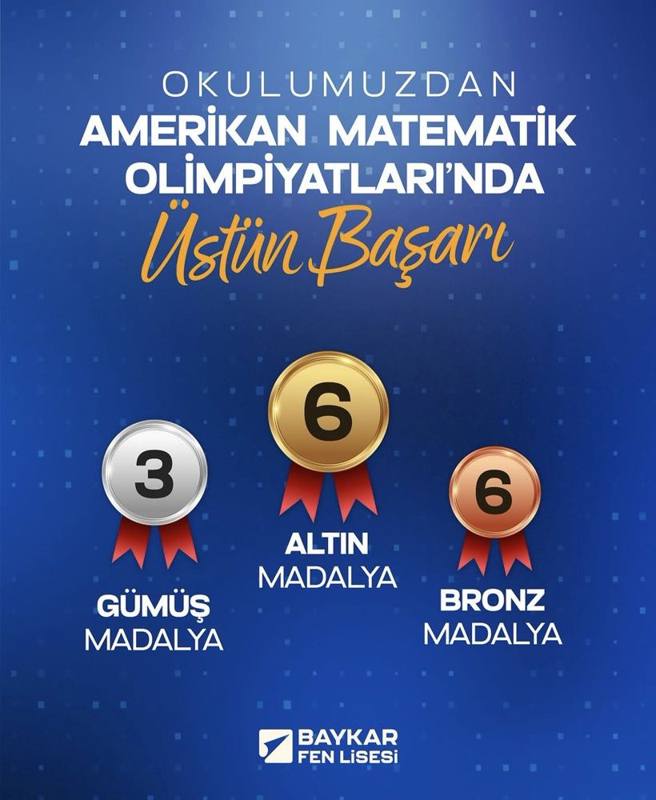 OKULUMUZDAN
AMERİKAN MATEMATİK
OLİMPİYATLARI'NDA
Üstün Başarı
6
ALTIN
MADALYA
3
GÜMÜŞ
MADALYA
6
BRONZ
MADALYA
BAYKAR
FEN LİSESİ